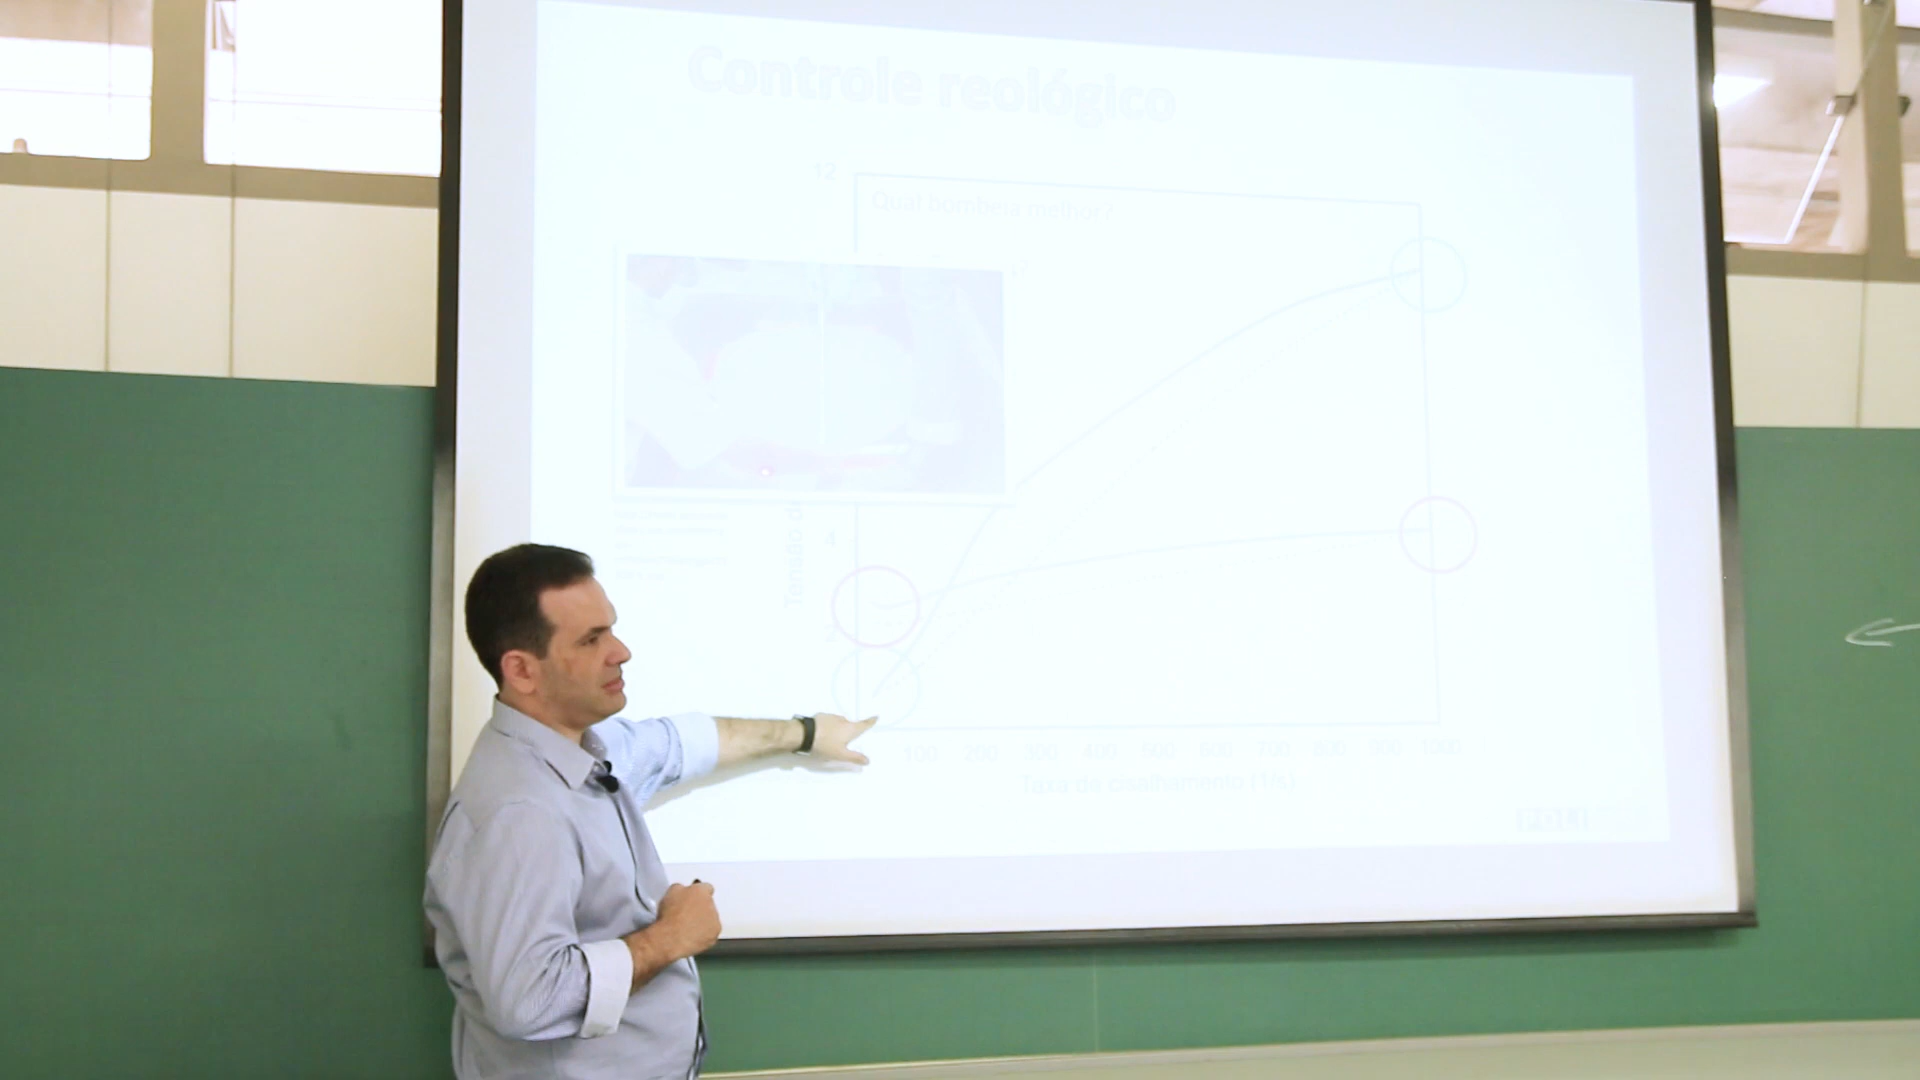 Controle reológico
12
Qual bombeia melhor?
4
2
100 200 300 400 500 600 700 800 900 1000
Taxa de cisalhamento (1/s)